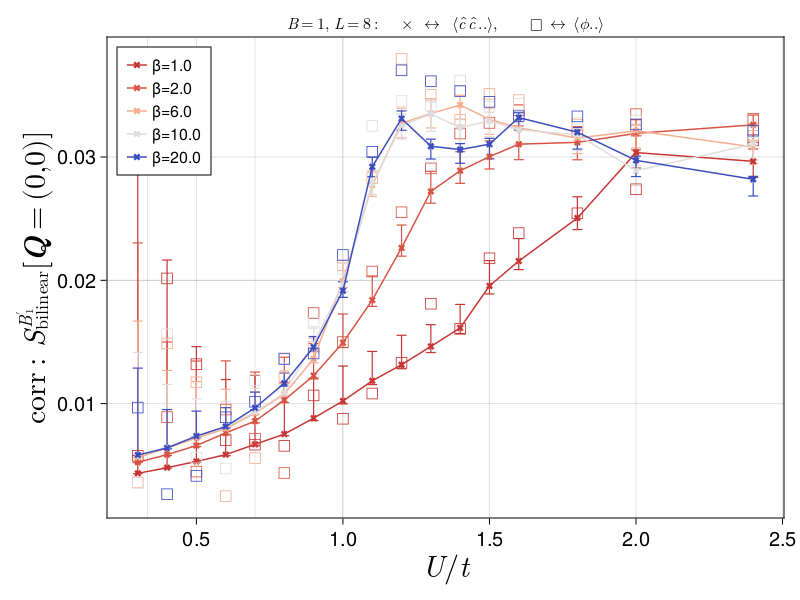 B = 1, L = 8 : × ↔ ⟨ĉ ĉ ..⟩, □ ↔ ⟨ϕ..⟩
β=1.0
β=2.0
β=6.0
β=10.0
β=20.0
corr : S^{B_1'}_{bilinear}[Q = (0,0)]
0.03
0.02
0.01
0.5 1.0 1.5 2.0 2.5
U/t